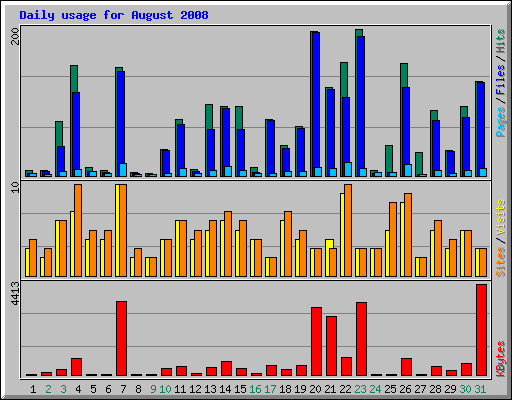 Daily usage for August 2008
200
Pages / Files / Hits
10
Sites / Visits
4413
KBytes
1 2 3 4 5 6 7 8 9 10 11 12 13 14 15 16 17 18 19 20 21 22 23 24 25 26 27 28 29 30 31